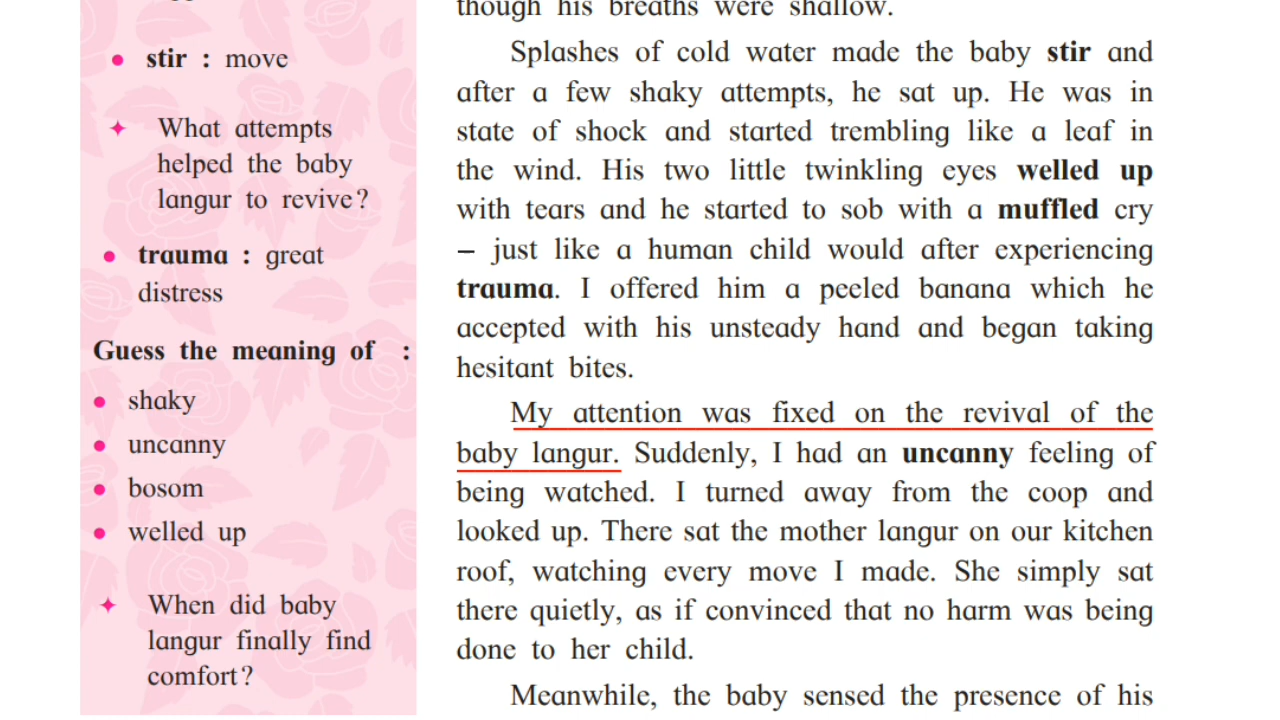 stir : move
What attempts
helped the baby
langur to revive?
trauma : great
distress
Guess the meaning of :
shaky
uncanny
bosom
welled up
When did baby
langur finally find
comfort?
though his breaths were shallow.
Splashes of cold water made the baby stir and
after a few shaky attempts, he sat up. He was in
state of shock and started trembling like a leaf in
the wind. His two little twinkling eyes welled up
with tears and he started to sob with a muffled cry
– just like a human child would after experiencing
trauma. I offered him a peeled banana which he
accepted with his unsteady hand and began taking
hesitant bites.
My attention was fixed on the revival of the
baby langur. Suddenly, I had an uncanny feeling of
being watched. I turned away from the coop and
looked up. There sat the mother langur on our kitchen
roof, watching every move I made. She simply sat
there quietly, as if convinced that no harm was being
done to her child.
Meanwhile, the baby sensed the presence of his